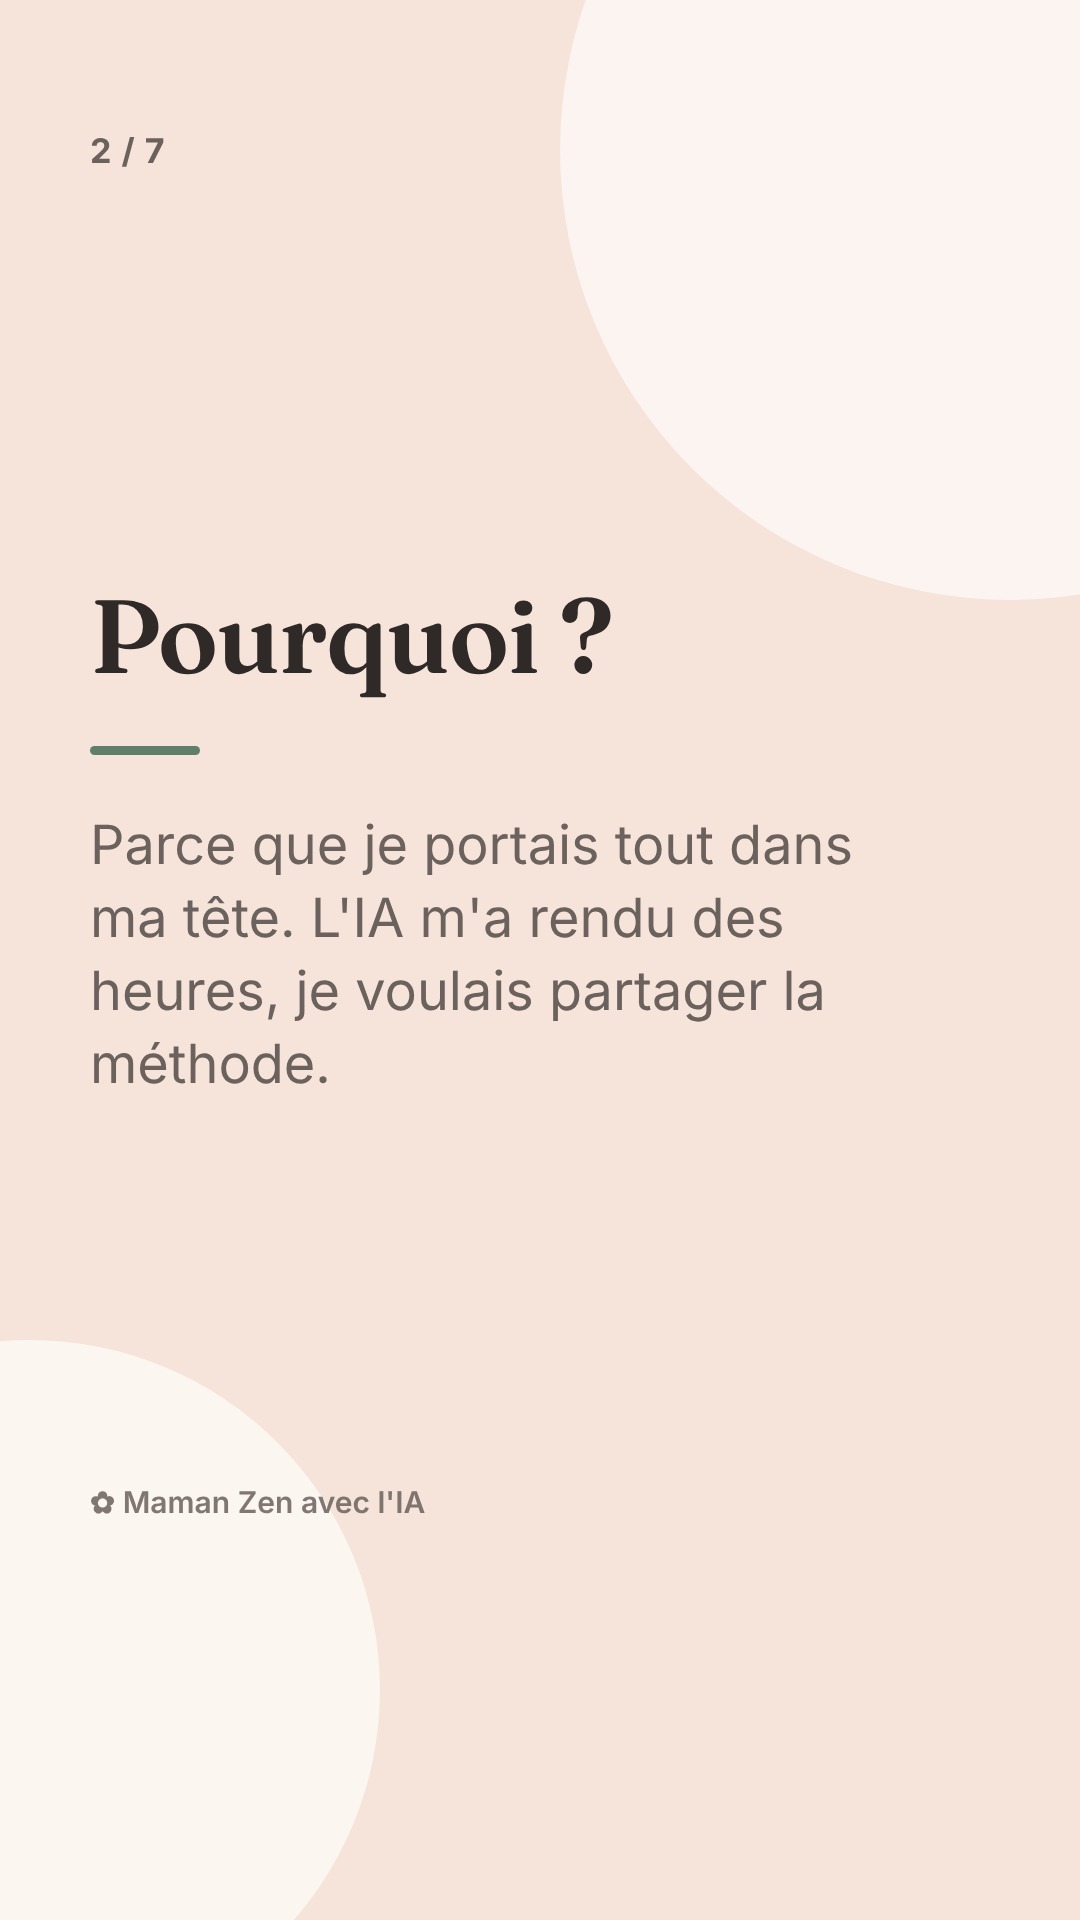 2 / 7
Pourquoi ?
Parce que je portais tout dans
ma tête. L'IA m'a rendu des
heures, je voulais partager la
méthode.
✿ Maman Zen avec l'IA